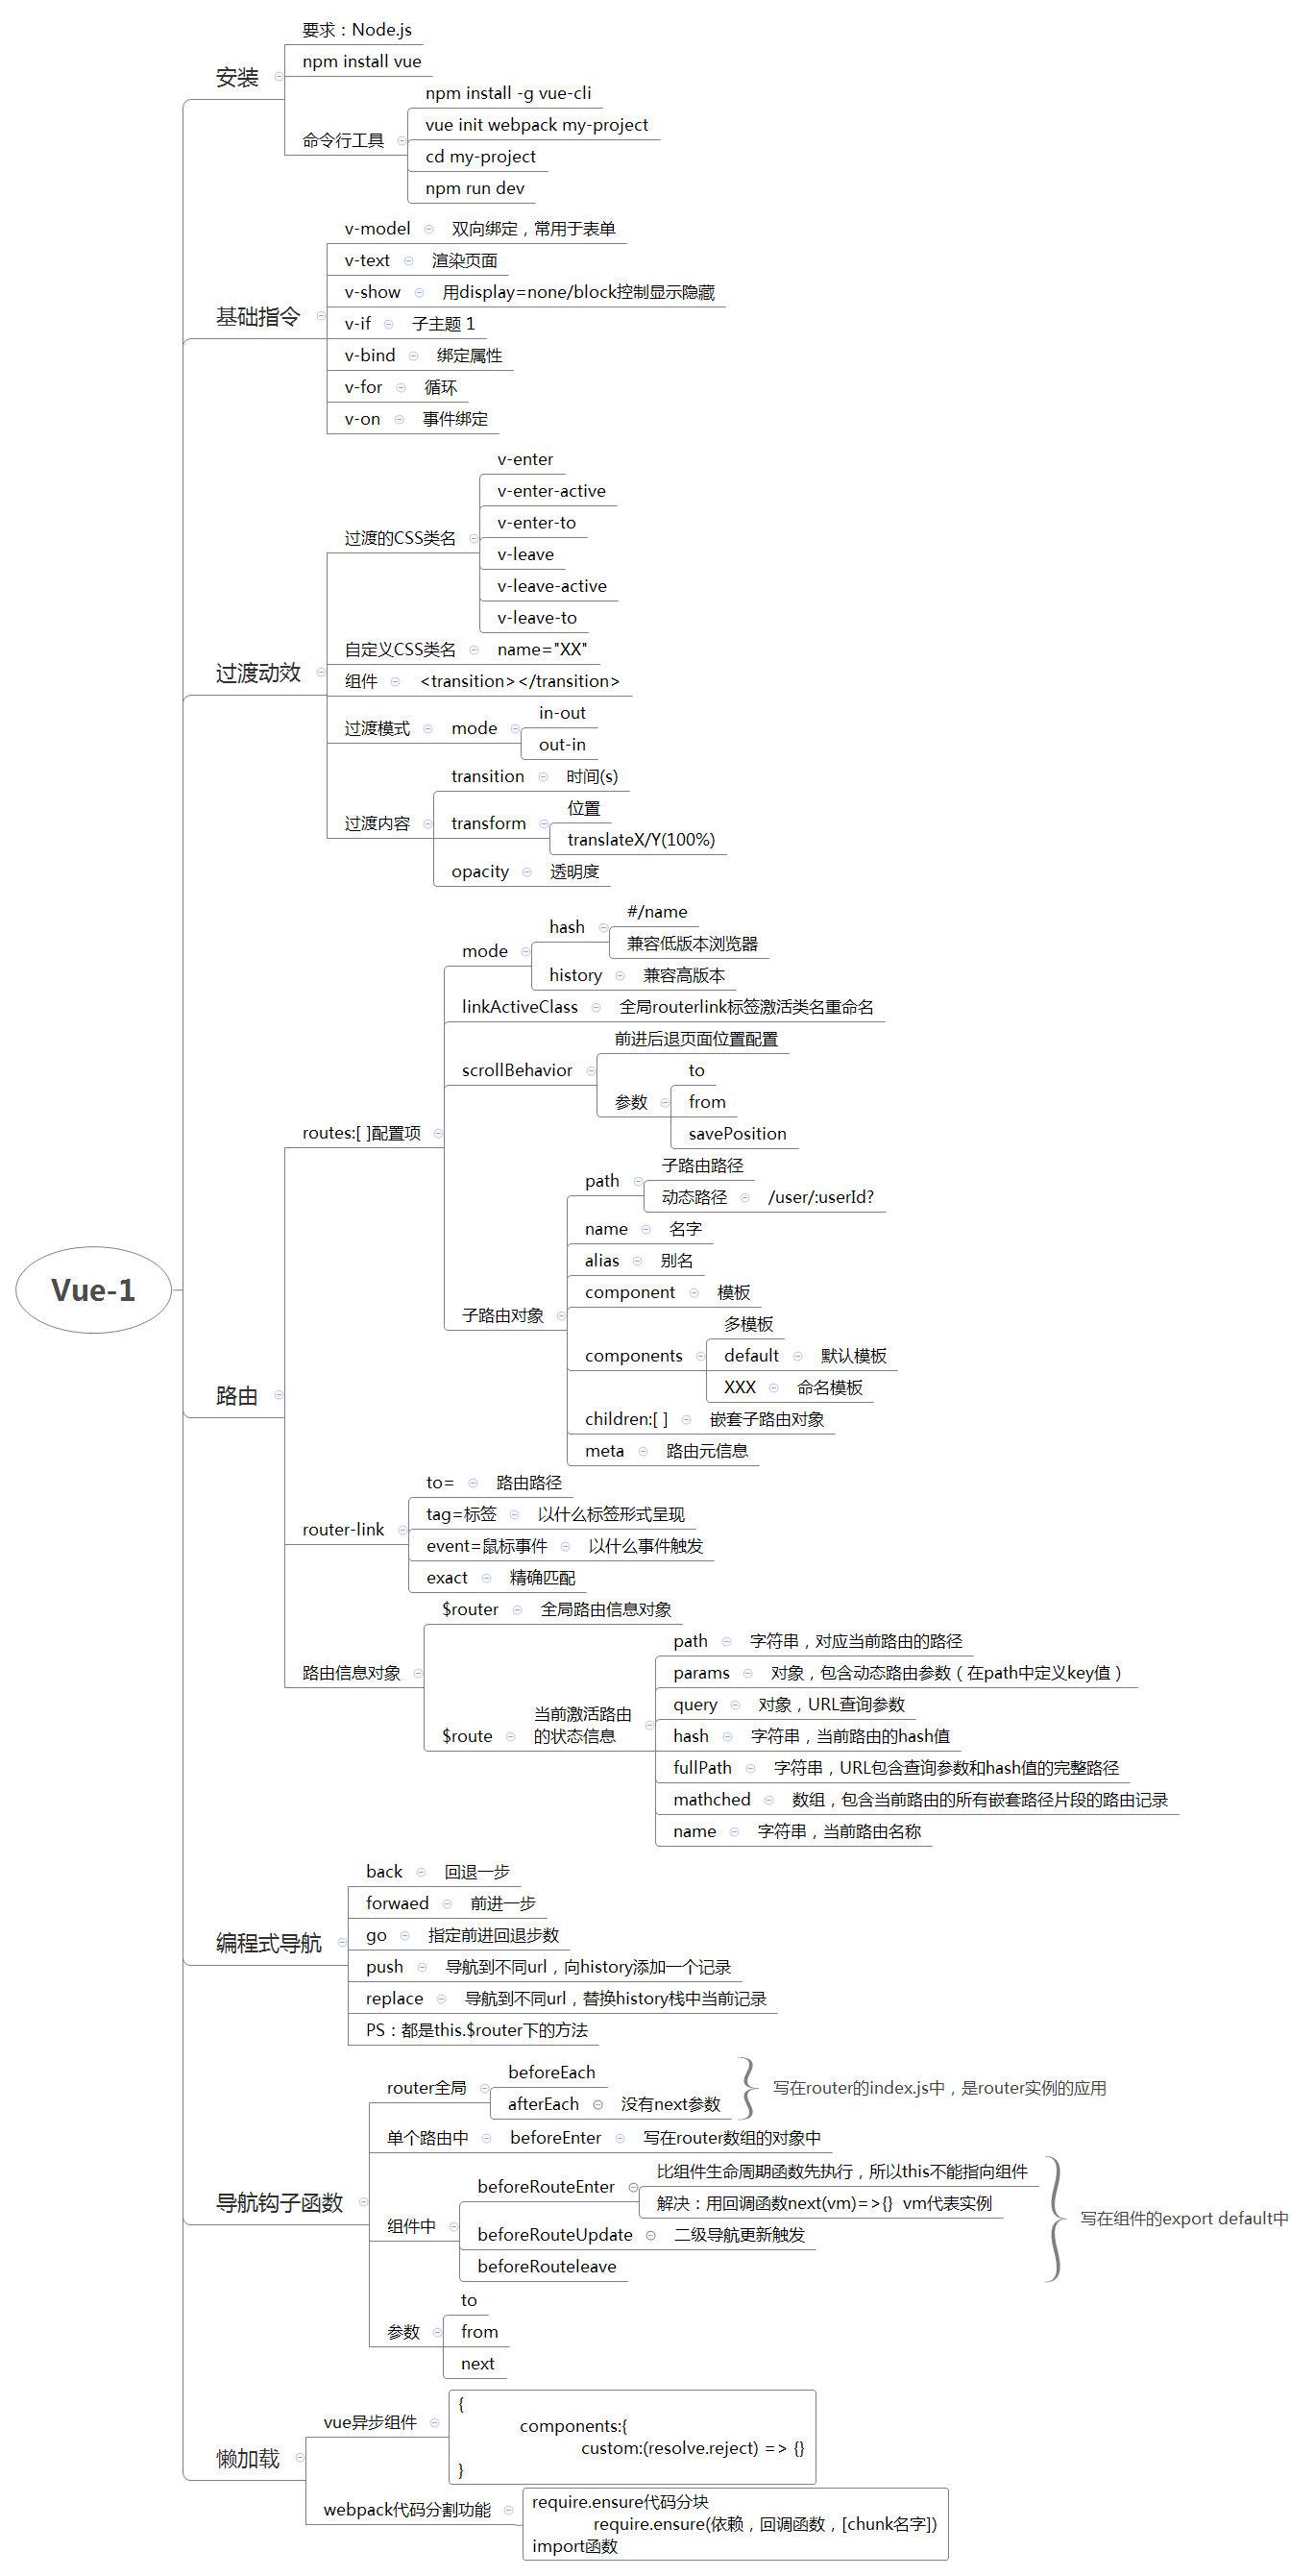 Vue-1
安装
要求：Node.js
npm install vue
命令行工具
npm install -g vue-cli
vue init webpack my-project
cd my-project
npm run dev
基础指令
v-model
双向绑定，常用于表单
v-text
渲染页面
v-show
用display=none/block控制显示隐藏
v-if
子主题 1
v-bind
绑定属性
v-for
循环
v-on
事件绑定
过渡动效
过渡的CSS类名
v-enter
v-enter-active
v-enter-to
v-leave
v-leave-active
v-leave-to
自定义CSS类名
name="XX"
组件
<transition></transition>
过渡模式
mode
in-out
out-in
过渡内容
transition
时间(s)
transform
位置
translateX/Y(100%)
opacity
透明度
路由
routes:[ ]配置项
mode
hash
#/name
兼容低版本浏览器
history
兼容高版本
linkActiveClass
全局routerlink标签激活类名重命名
scrollBehavior
前进后退页面位置配置
参数
to
from
savePosition
子路由对象
path
子路由路径
动态路径
/user/:userId?
name
名字
alias
别名
component
模板
components
多模板
default
默认模板
XXX
命名模板
children:[ ]
嵌套子路由对象
meta
路由元信息
router-link
to=
路由路径
tag=标签
以什么标签形式呈现
event=鼠标事件
以什么事件触发
exact
精确匹配
路由信息对象
$router
全局路由信息对象
$route
当前激活路由
的状态信息
path
字符串，对应当前路由的路径
params
对象，包含动态路由参数（在path中定义key值）
query
对象，URL查询参数
hash
字符串，当前路由的hash值
fullPath
字符串，URL包含查询参数和hash值的完整路径
mathched
数组，包含当前路由的所有嵌套路径片段的路由记录
name
字符串，当前路由名称
编程式导航
back
回退一步
forwaed
前进一步
go
指定前进回退步数
push
导航到不同url，向history添加一个记录
replace
导航到不同url，替换history栈中当前记录
PS：都是this.$router下的方法
导航钩子函数
router全局
beforeEach
afterEach
没有next参数
写在router的index.js中，是router实例的应用
单个路由中
beforeEnter
写在router数组的对象中
组件中
beforeRouteEnter
比组件生命周期函数先执行，所以this不能指向组件
解决：用回调函数next(vm)=>{}  vm代表实例
beforeRouteUpdate
二级导航更新触发
beforeRouteleave
写在组件的export default中
参数
to
from
next
懒加载
vue异步组件
{
components:{
custom:(resolve.reject) => {}
}
webpack代码分割功能
require.ensure代码分块
require.ensure(依赖，回调函数，[chunk名字])
import函数